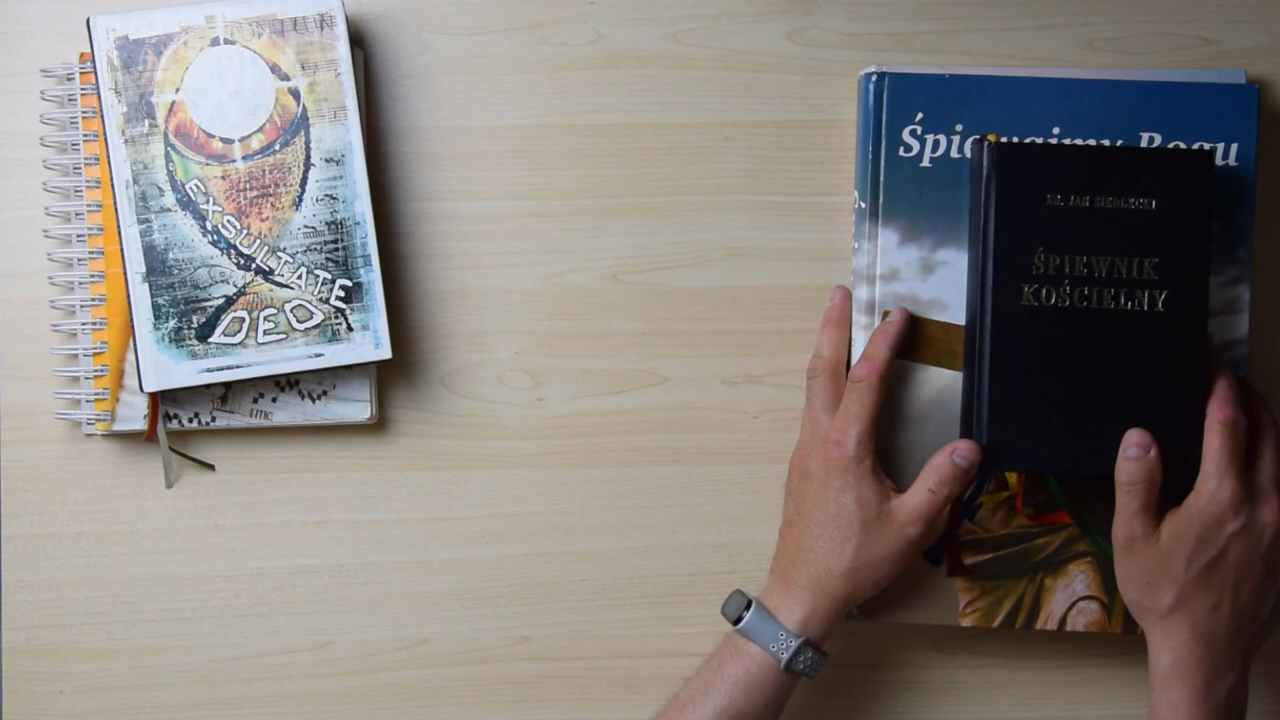 EXSULTATE
DEO
Śpiewajmy Bogu
KS. JAN SIEDLECKI
ŚPIEWNIK
KOŚCIELNY